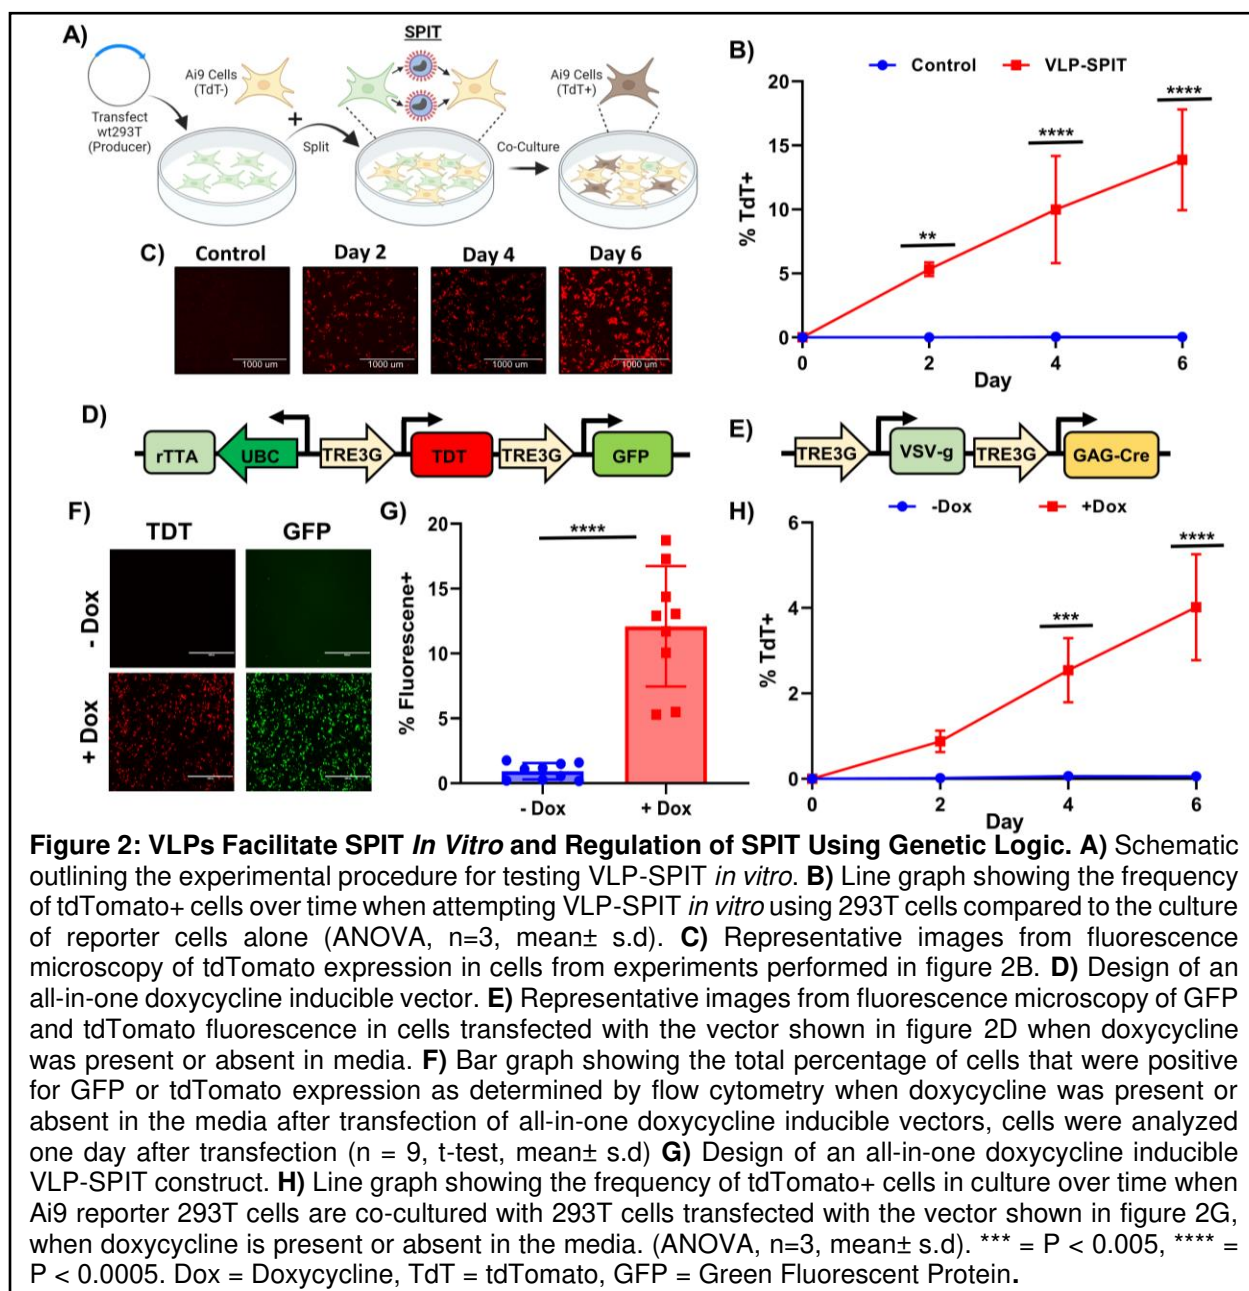 A)
Transfect
wt293T
(Producer)
Ai9 Cells
(TdT-)
+
Split
SPIT
Co-Culture
Ai9 Cells
(TdT+)
B)
Control
VLP-SPIT
% TdT+
20
15
10
5
0
**
****
****
0 2 4 6
Day
C)
Control
Day 2
Day 4
Day 6
1000 um
1000 um
1000 um
1000 um
D)
rTTA UBC TRE3G TDT TRE3G GFP
E)
TRE3G VSV-g TRE3G GAG-Cre
F)
TDT GFP
- Dox
+ Dox
G)
% Fluorescene+
20
15
10
5
0
****
- Dox + Dox
H)
-Dox +Dox
% TdT+
6
4
2
0
***
****
0 2 4 6
Day
Figure 2: VLPs Facilitate SPIT In Vitro and Regulation of SPIT Using Genetic Logic. A) Schematic
outlining the experimental procedure for testing VLP-SPIT in vitro. B) Line graph showing the frequency
of tdTomato+ cells over time when attempting VLP-SPIT in vitro using 293T cells compared to the culture
of reporter cells alone (ANOVA, n=3, mean± s.d). C) Representative images from fluorescence
microscopy of tdTomato expression in cells from experiments performed in figure 2B. D) Design of an
all-in-one doxycycline inducible vector. E) Representative images from fluorescence microscopy of GFP
and tdTomato fluorescence in cells transfected with the vector shown in figure 2D when doxycycline
was present or absent in media. F) Bar graph showing the total percentage of cells that were positive
for GFP or tdTomato expression as determined by flow cytometry when doxycycline was present or
absent in the media after transfection of all-in-one doxycycline inducible vectors, cells were analyzed
one day after transfection (n = 9, t-test, mean± s.d) G) Design of an all-in-one doxycycline inducible
VLP-SPIT construct. H) Line graph showing the frequency of tdTomato+ cells in culture over time when
Ai9 reporter 293T cells are co-cultured with 293T cells transfected with the vector shown in figure 2G,
when doxycycline is present or absent in the media. (ANOVA, n=3, mean± s.d). *** = P < 0.005, **** =
P < 0.0005. Dox = Doxycycline, TdT = tdTomato, GFP = Green Fluorescent Protein.